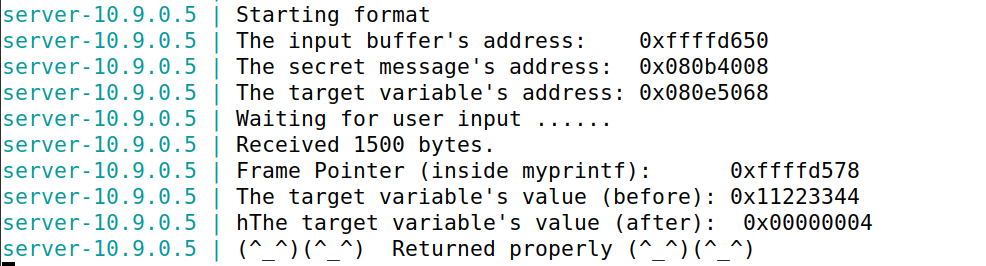 server-10.9.0.5 | Starting format
server-10.9.0.5 | The input buffer's address:    0xffffd650
server-10.9.0.5 | The secret message's address:  0x080b4008
server-10.9.0.5 | The target variable's address: 0x080e5068
server-10.9.0.5 | Waiting for user input ......
server-10.9.0.5 | Received 1500 bytes.
server-10.9.0.5 | Frame Pointer (inside myprintf):      0xffffd578
server-10.9.0.5 | The target variable's value (before): 0x11223344
server-10.9.0.5 | hThe target variable's value (after):  0x00000004
server-10.9.0.5 | (^_^)(^_^)  Returned properly (^_^)(^_^)